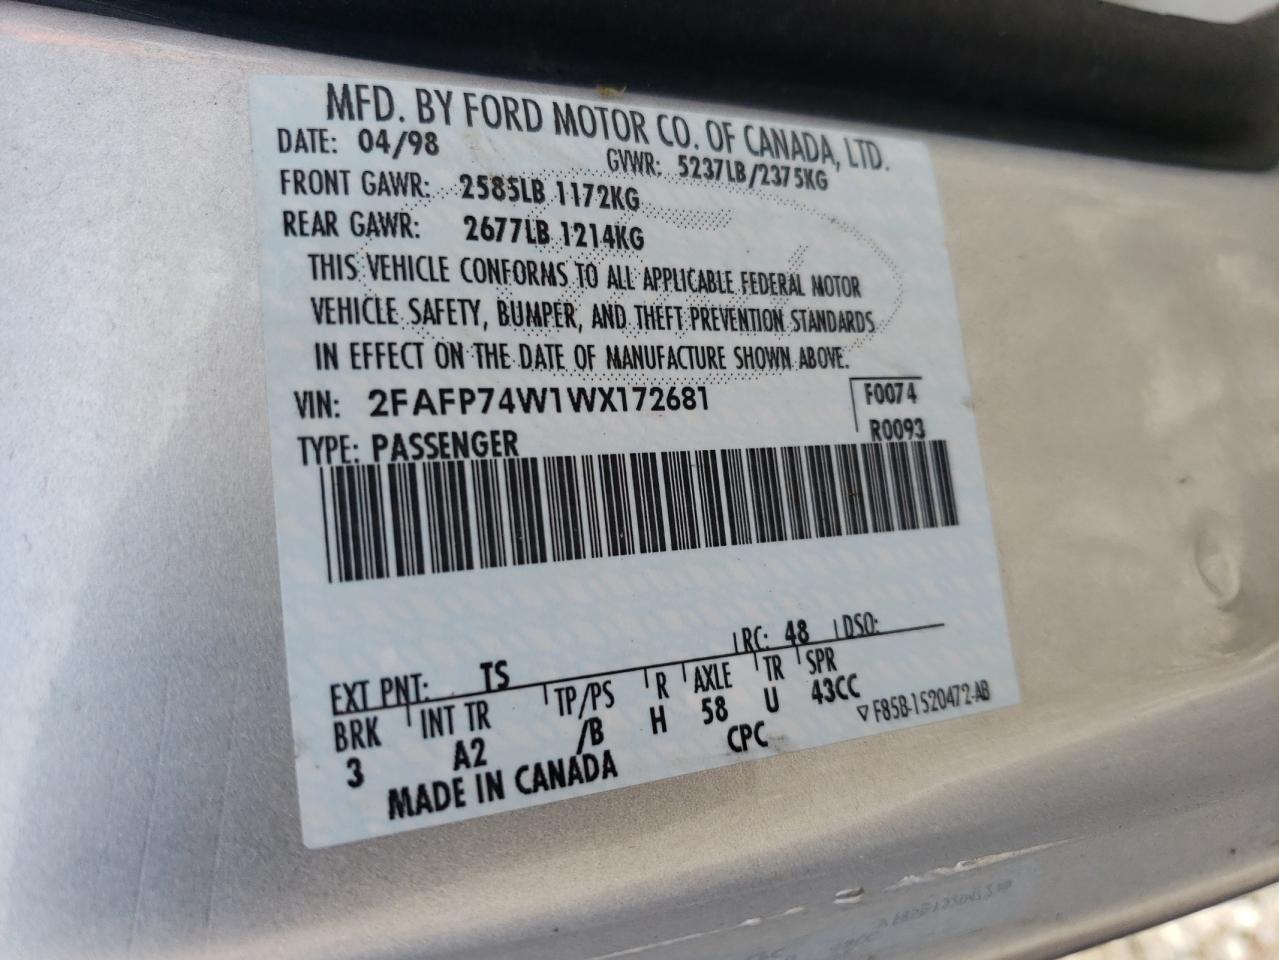 MFD. BY FORD MOTOR CO. OF CANADA, LTD.
DATE: 04/98 GVWR: 5237LB/2375KG
FRONT GAWR: 2585LB 1172KG
REAR GAWR: 2677LB 1214KG
THIS VEHICLE CONFORMS TO ALL APPLICABLE FEDERAL MOTOR
VEHICLE SAFETY, BUMPER, AND THEFT PREVENTION STANDARDS
IN EFFECT ON THE DATE OF MANUFACTURE SHOWN ABOVE.
VIN: 2FAFP74W1WX172681 F0074
TYPE: PASSENGER R0093
EXT PNT: TS RC: 48 DSO:
BRK INT TR TP/PS R AXLE TR SPR
3 A2 /B H 58 U 43CC
MADE IN CANADA CPC ▽F85B-1520472-AB